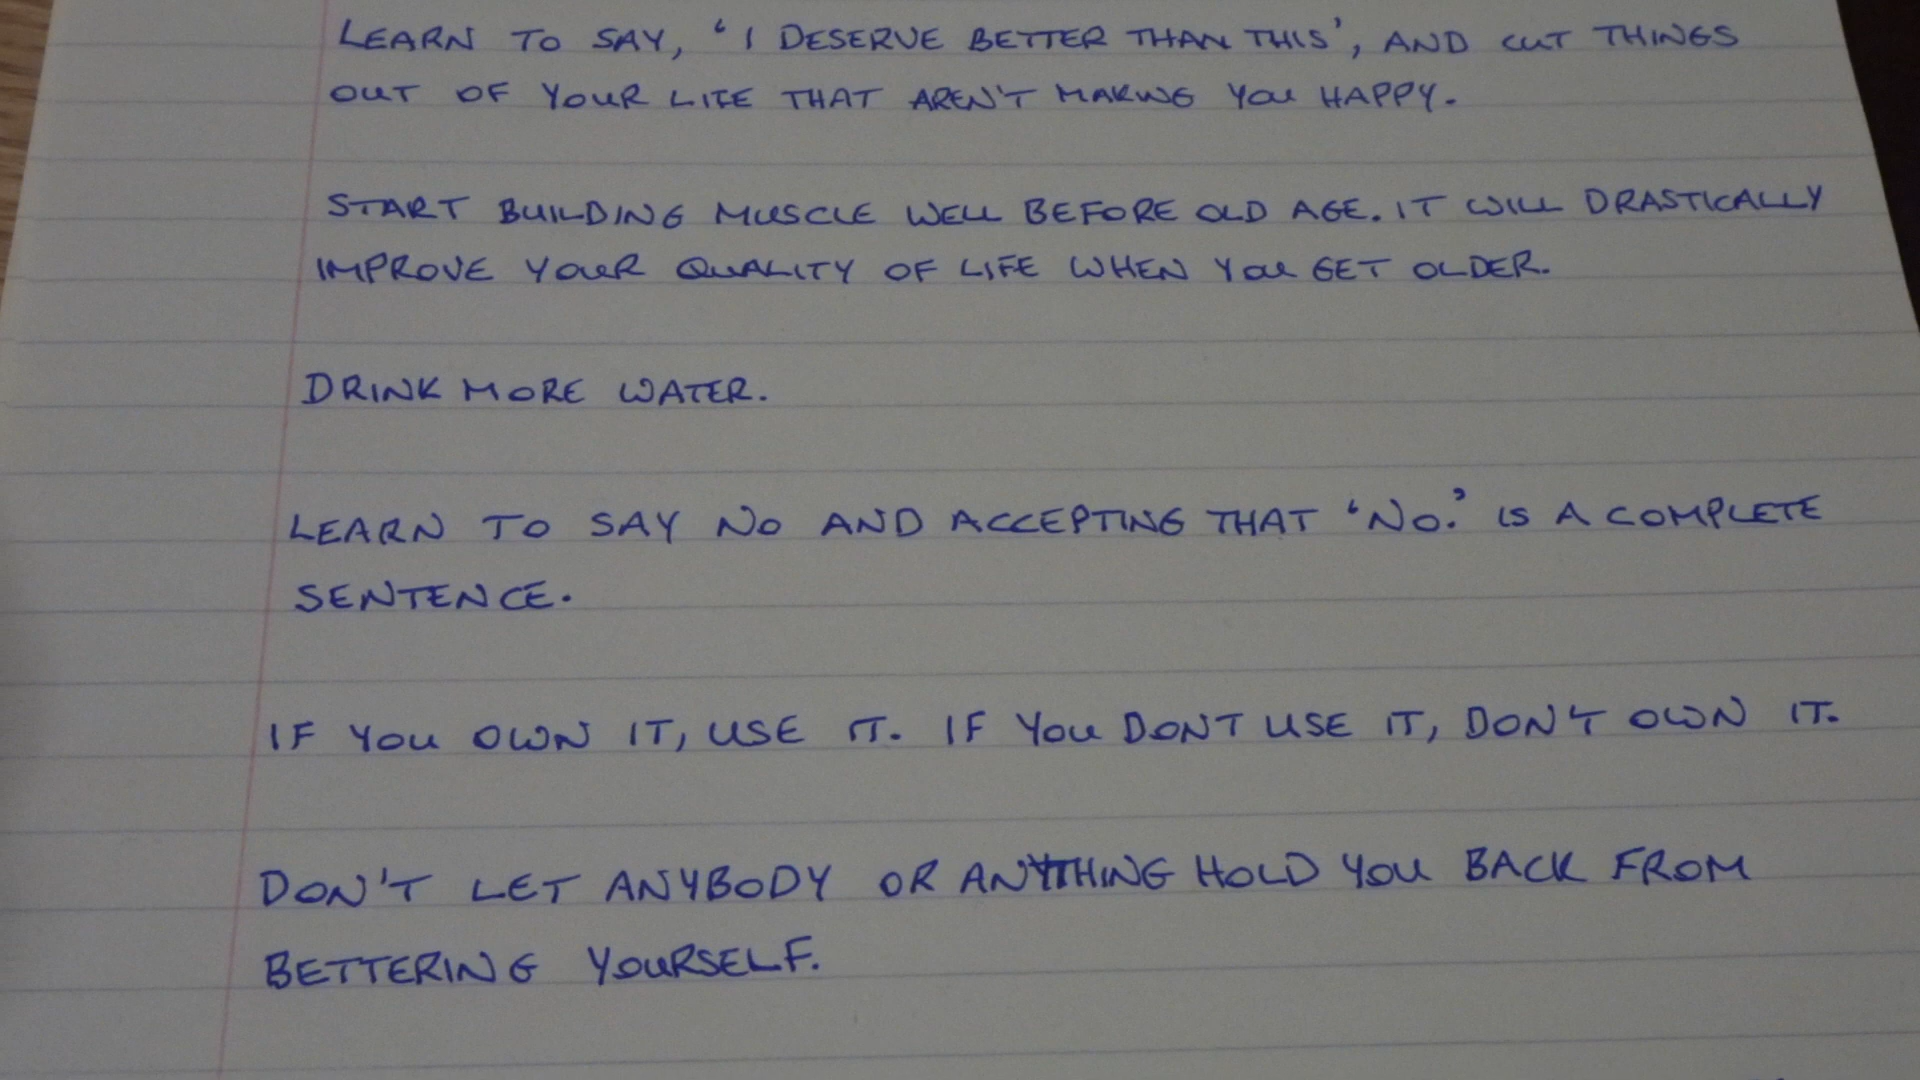 LEARN TO SAY, 'I DESERVE BETTER THAN THIS', AND CUT THINGS
OUT OF YOUR LIFE THAT AREN'T MAKING YOU HAPPY.
START BUILDING MUSCLE WELL BEFORE OLD AGE. IT WILL DRASTICALLY
IMPROVE YOUR QUALITY OF LIFE WHEN YOU GET OLDER.
DRINK MORE WATER.
LEARN TO SAY NO AND ACCEPTING THAT 'NO.' IS A COMPLETE
SENTENCE.
IF YOU OWN IT, USE IT. IF YOU DONT USE IT, DON'T OWN IT.
DON'T LET ANYBODY OR ANYTHING HOLD YOU BACK FROM
BETTERING YOURSELF.